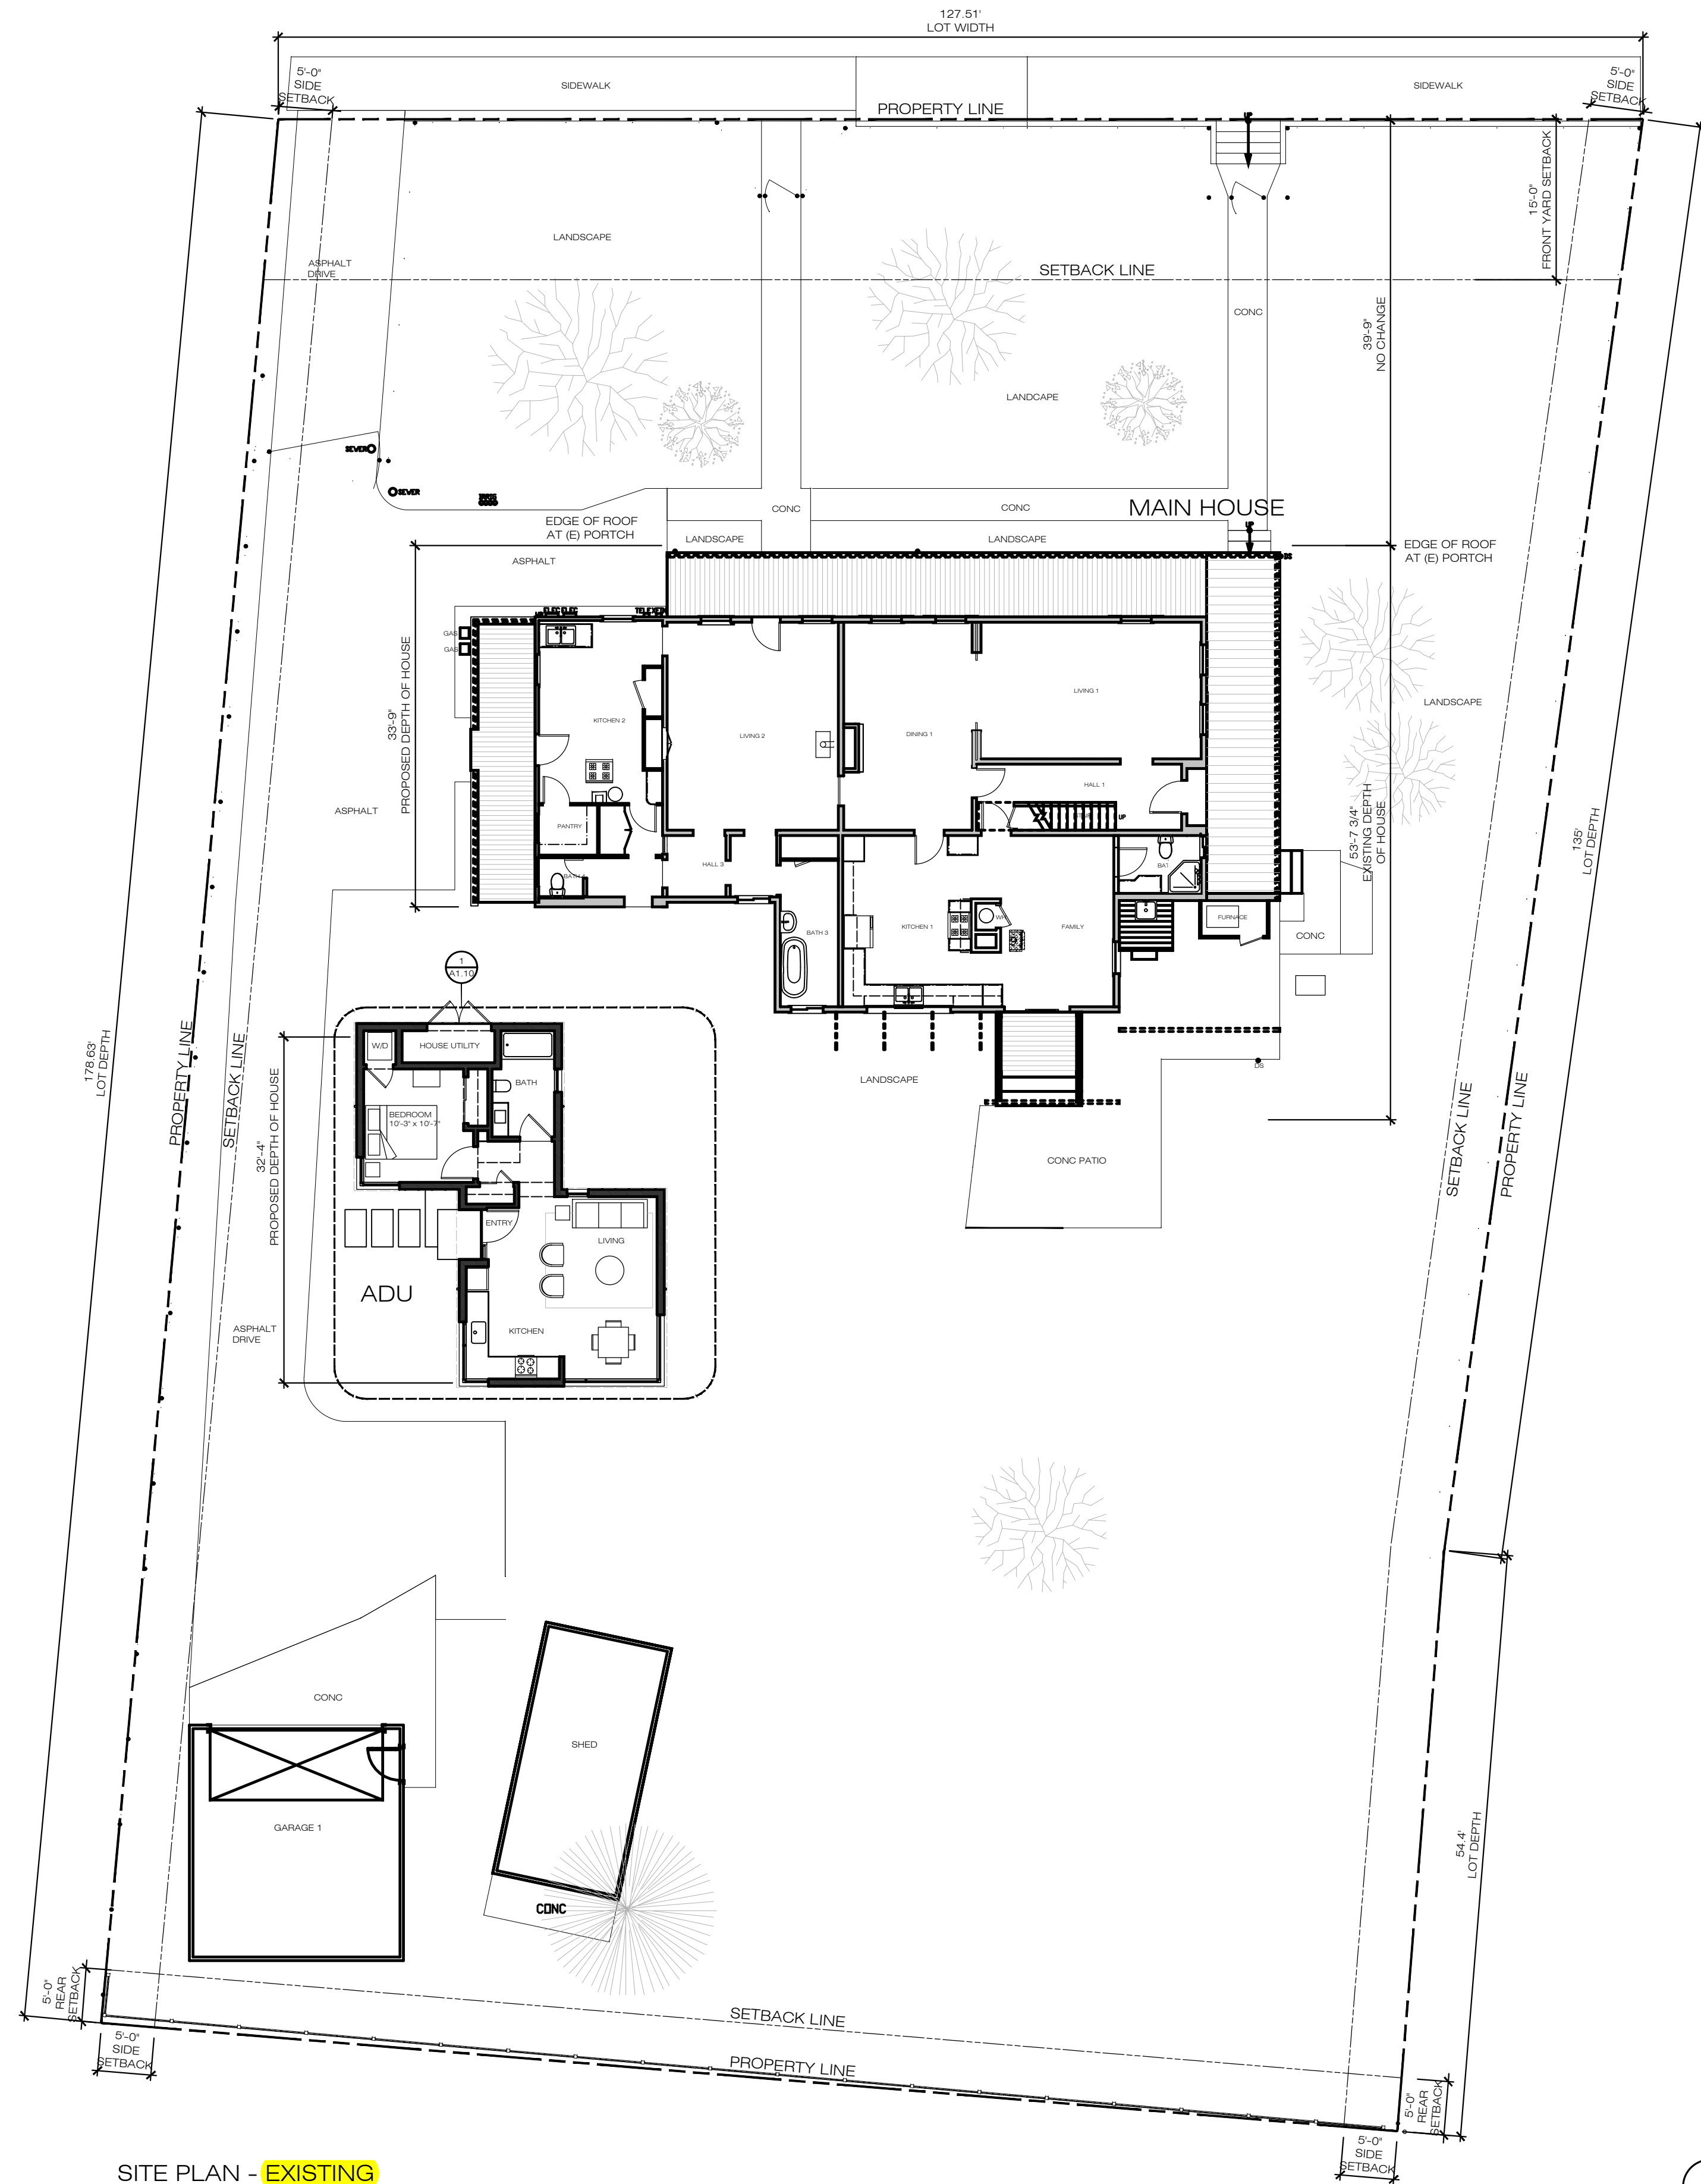 127.51'
LOT WIDTH
5'-0"
SIDE
SETBACK
SIDEWALK
SIDEWALK
5'-0"
SIDE
SETBACK
PROPERTY LINE
UP
15'-0"
FRONT YARD SETBACK
LANDSCAPE
ASPHALT
DRIVE
SETBACK LINE
CONC
39'-9"
NO CHANGE
LANDCAPE
SEWER
SEWER
CONC
CONC
MAIN HOUSE
EDGE OF ROOF
AT (E) PORTCH
LANDSCAPE
LANDSCAPE
UP
EDGE OF ROOF
AT (E) PORTCH
ASPHALT
DS
ELEC ELEC
GAS
GAS
33'-9"
PROPOSED DEPTH OF HOUSE
KITCHEN 2
LIVING 2
DINING 1
LIVING 1
LANDSCAPE
HALL 1
UP
ASPHALT
PANTRY
HALL 3
53'-7 3/4"
EXISTING DEPTH
OF HOUSE
135'
LOT DEPTH
BATH 3
KITCHEN 1
FAMILY
FURNACE
CONC
1
A1.10
W/D
HOUSE UTILITY
BATH
BEDROOM
10'-3" x 10'-7"
LANDSCAPE
DS
178.63'
LOT DEPTH
PROPERTY LINE
SETBACK LINE
32'-4"
PROPOSED DEPTH OF HOUSE
CONC PATIO
SETBACK LINE
PROPERTY LINE
ENTRY
LIVING
ADU
ASPHALT
DRIVE
KITCHEN
CONC
SHED
GARAGE 1
CONC
54.4'
LOT DEPTH
5'-0"
REAR
SETBACK
5'-0"
SIDE
SETBACK
SETBACK LINE
PROPERTY LINE
5'-0"
REAR
SETBACK
5'-0"
SIDE
SETBACK
SITE PLAN - EXISTING